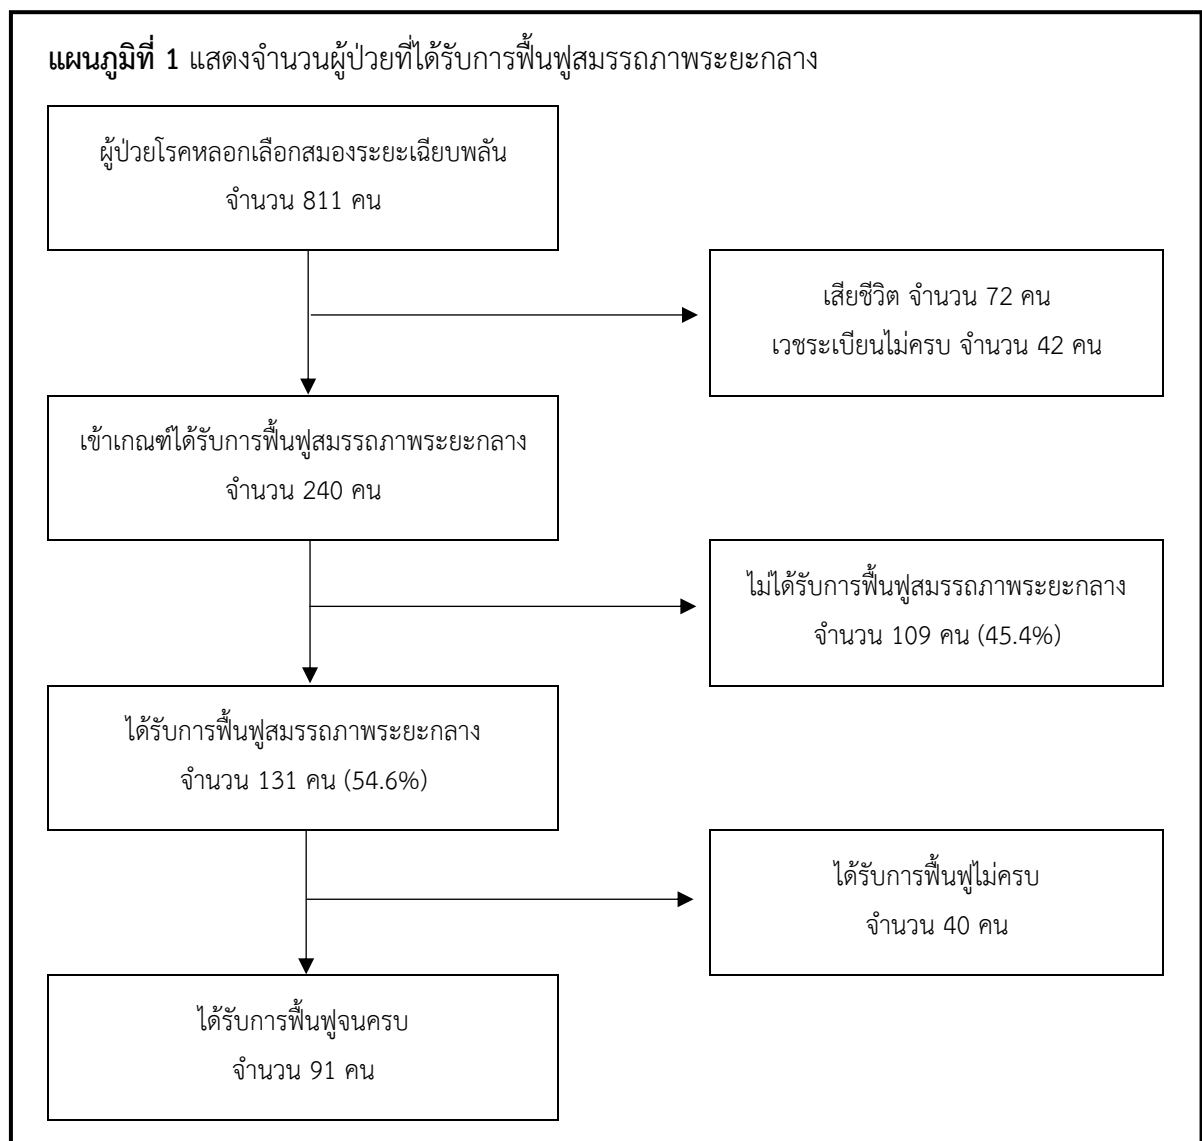 แผนภูมิที่ 1 แสดงจำนวนผู้ป่วยที่ได้รับการฟื้นฟูสมรรถภาพระยะกลาง
ผู้ป่วยโรคหลอกเลือกสมองระยะเฉียบพลัน
จำนวน 811 คน
เสียชีวิต จำนวน 72 คน
เวชระเบียนไม่ครบ จำนวน 42 คน
เข้าเกณฑ์ได้รับการฟื้นฟูสมรรถภาพระยะกลาง
จำนวน 240 คน
ไม่ได้รับการฟื้นฟูสมรรถภาพระยะกลาง
จำนวน 109 คน (45.4%)
ได้รับการฟื้นฟูสมรรถภาพระยะกลาง
จำนวน 131 คน (54.6%)
ได้รับการฟื้นฟูไม่ครบ
จำนวน 40 คน
ได้รับการฟื้นฟูจนครบ
จำนวน 91 คน